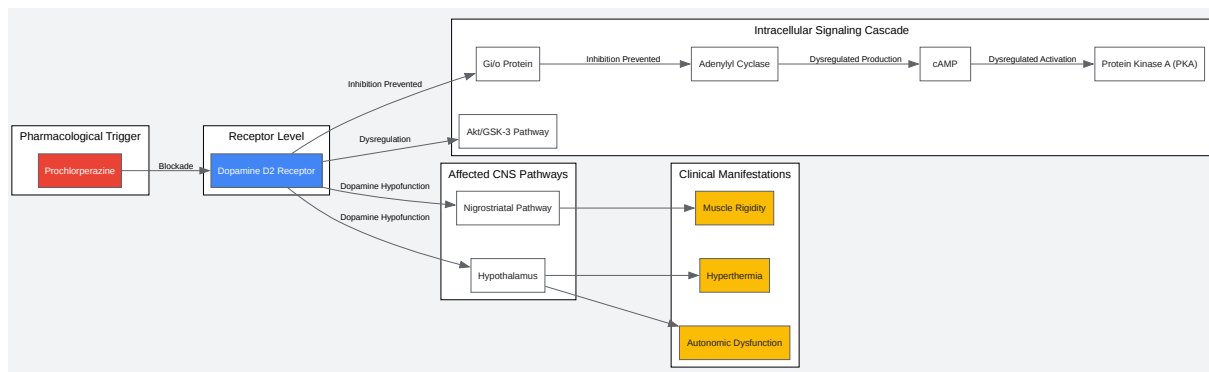 Intracellular Signaling Cascade
Gi/o Protein
Inhibition Prevented
Adenylyl Cyclase
Dysregulated Production
cAMP
Dysregulated Activation
Protein Kinase A (PKA)
Inhibition Prevented
Akt/GSK-3 Pathway
Dysregulation
Pharmacological Trigger
Prochlorperazine
Blockade
Receptor Level
Dopamine D2 Receptor
Dopamine Hypofunction
Dopamine Hypofunction
Affected CNS Pathways
Nigrostriatal Pathway
Hypothalamus
Clinical Manifestations
Muscle Rigidity
Hyperthermia
Autonomic Dysfunction